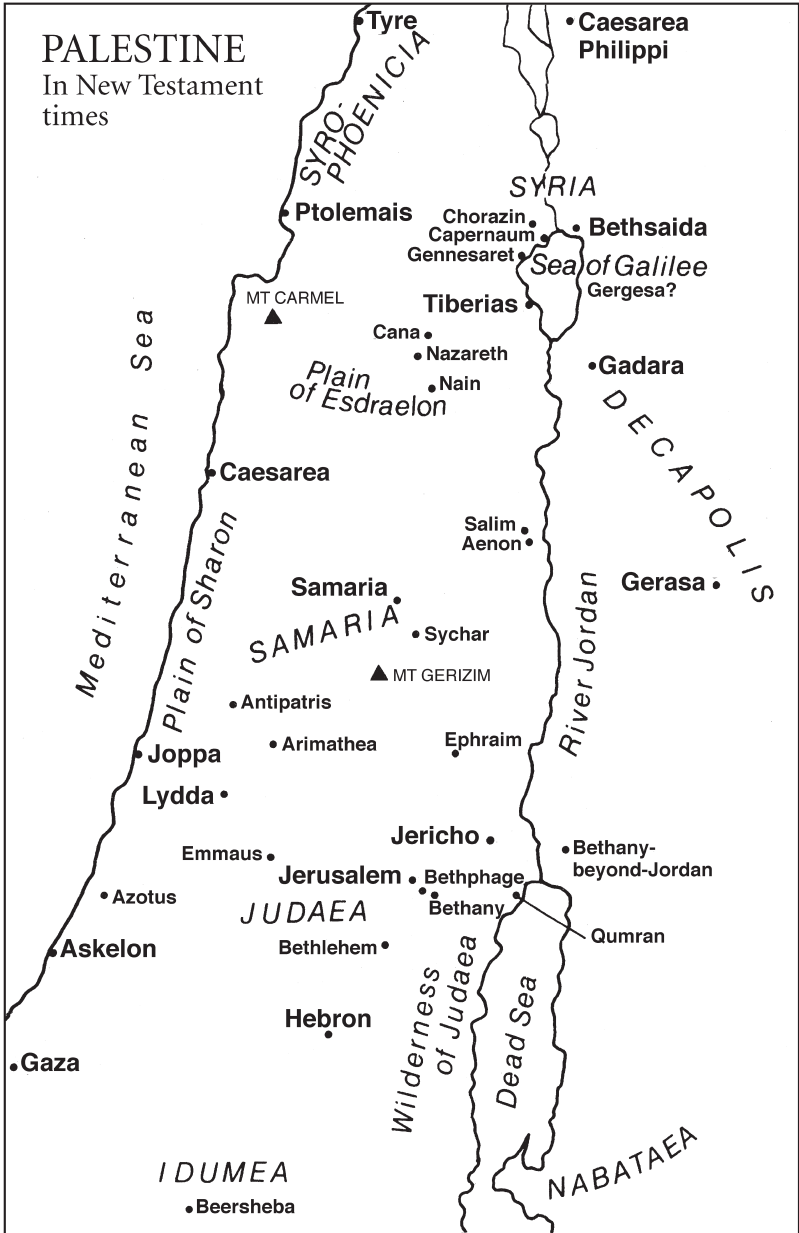 PALESTINE
In New Testament
times
Tyre
Caesarea
Philippi
SYRO-
PHOENICIA
SYRIA
Ptolemais
Chorazin
Capernaum
Bethsaida
Gennesaret
Sea of Galilee
Gergesa?
MT CARMEL
Tiberias
Cana
Nazareth
Gadara
Nain
Plain
of Esdraelon
DECAPOLIS
Mediterranean Sea
Caesarea
Plain of Sharon
Salim
Aenon
Gerasa
Samaria
SAMARIA
Sychar
River Jordan
MT GERIZIM
Antipatris
Arimathea
Ephraim
Joppa
Lydda
Jericho
Bethany-
beyond-Jordan
Emmaus
Jerusalem
Bethphage
Azotus
JUDAEA
Bethany
Qumran
Askelon
Bethlehem
Wilderness
of Judaea
Dead Sea
Hebron
Gaza
IDUMEA
NABATAEA
Beersheba